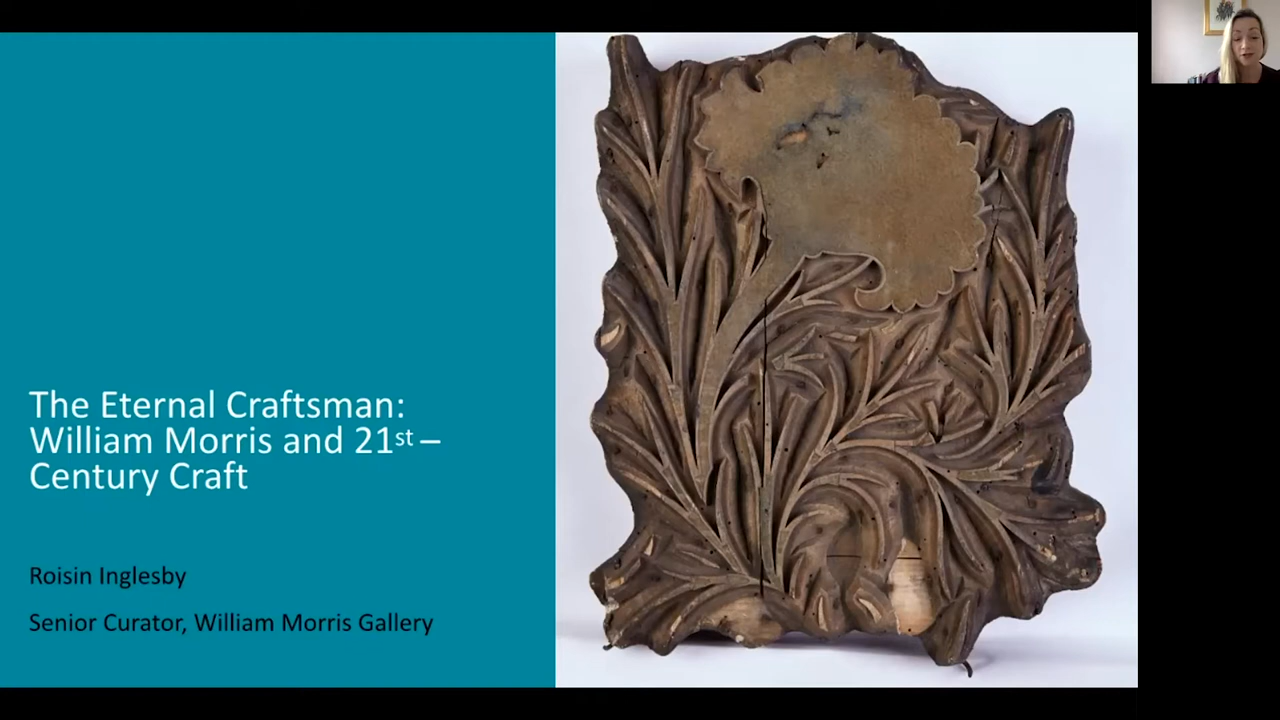 The Eternal Craftsman:
William Morris and 21st –
Century Craft
Roisin Inglesby
Senior Curator, William Morris Gallery